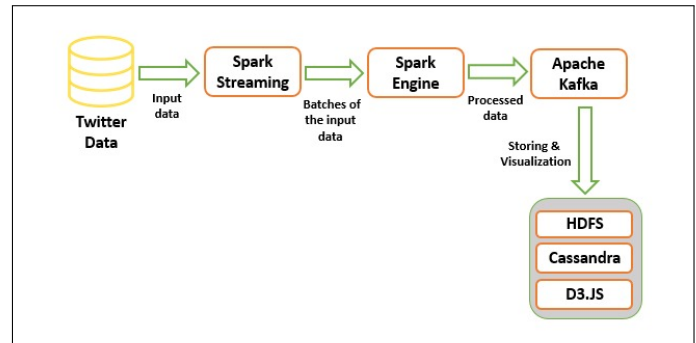 Twitter
Data
Input
data
Spark
Streaming
Batches of
the input
data
Spark
Engine
Processed
data
Apache
Kafka
Storing &
Visualization
HDFS
Cassandra
D3.JS